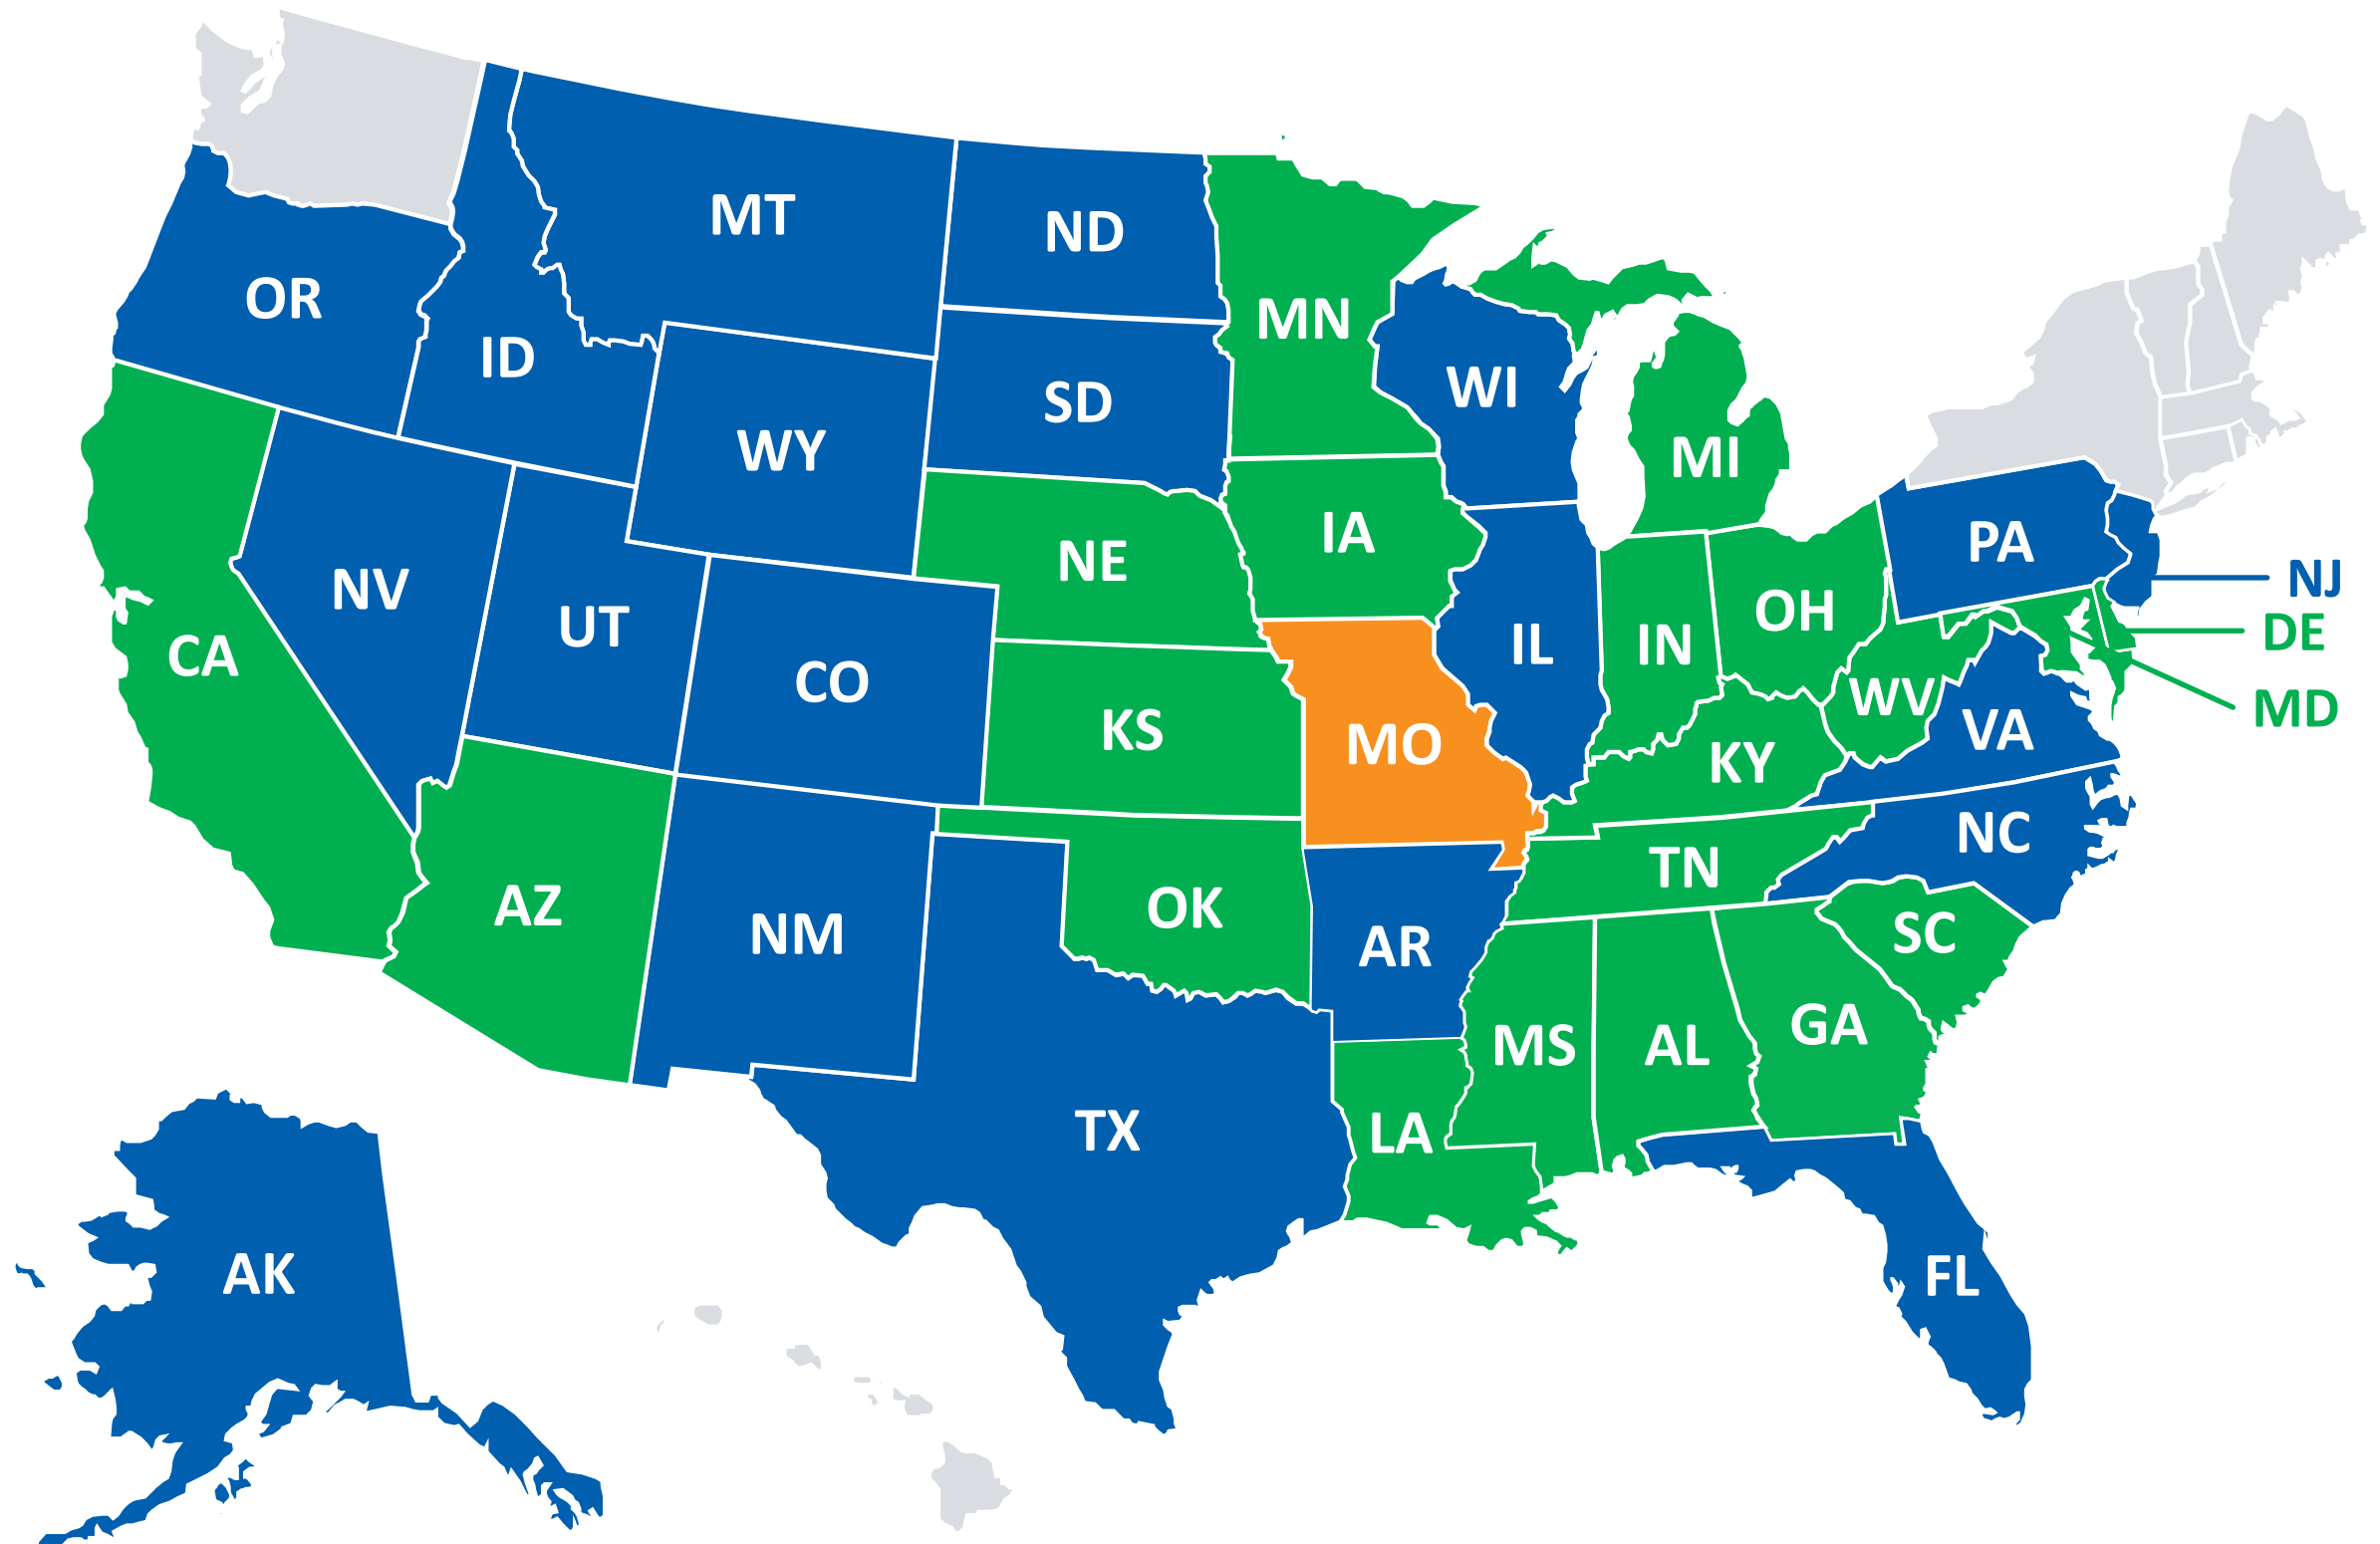 MT
ND
OR
MN
ID
WI
SD
WY
MI
IA
PA
NE
NJ
NV
OH
UT
DE
IN
IL
CA
CO
WV
MD
KS
VA
MO
KY
NC
TN
AZ
OK
NM
SC
AR
GA
MS
AL
TX
LA
AK
FL